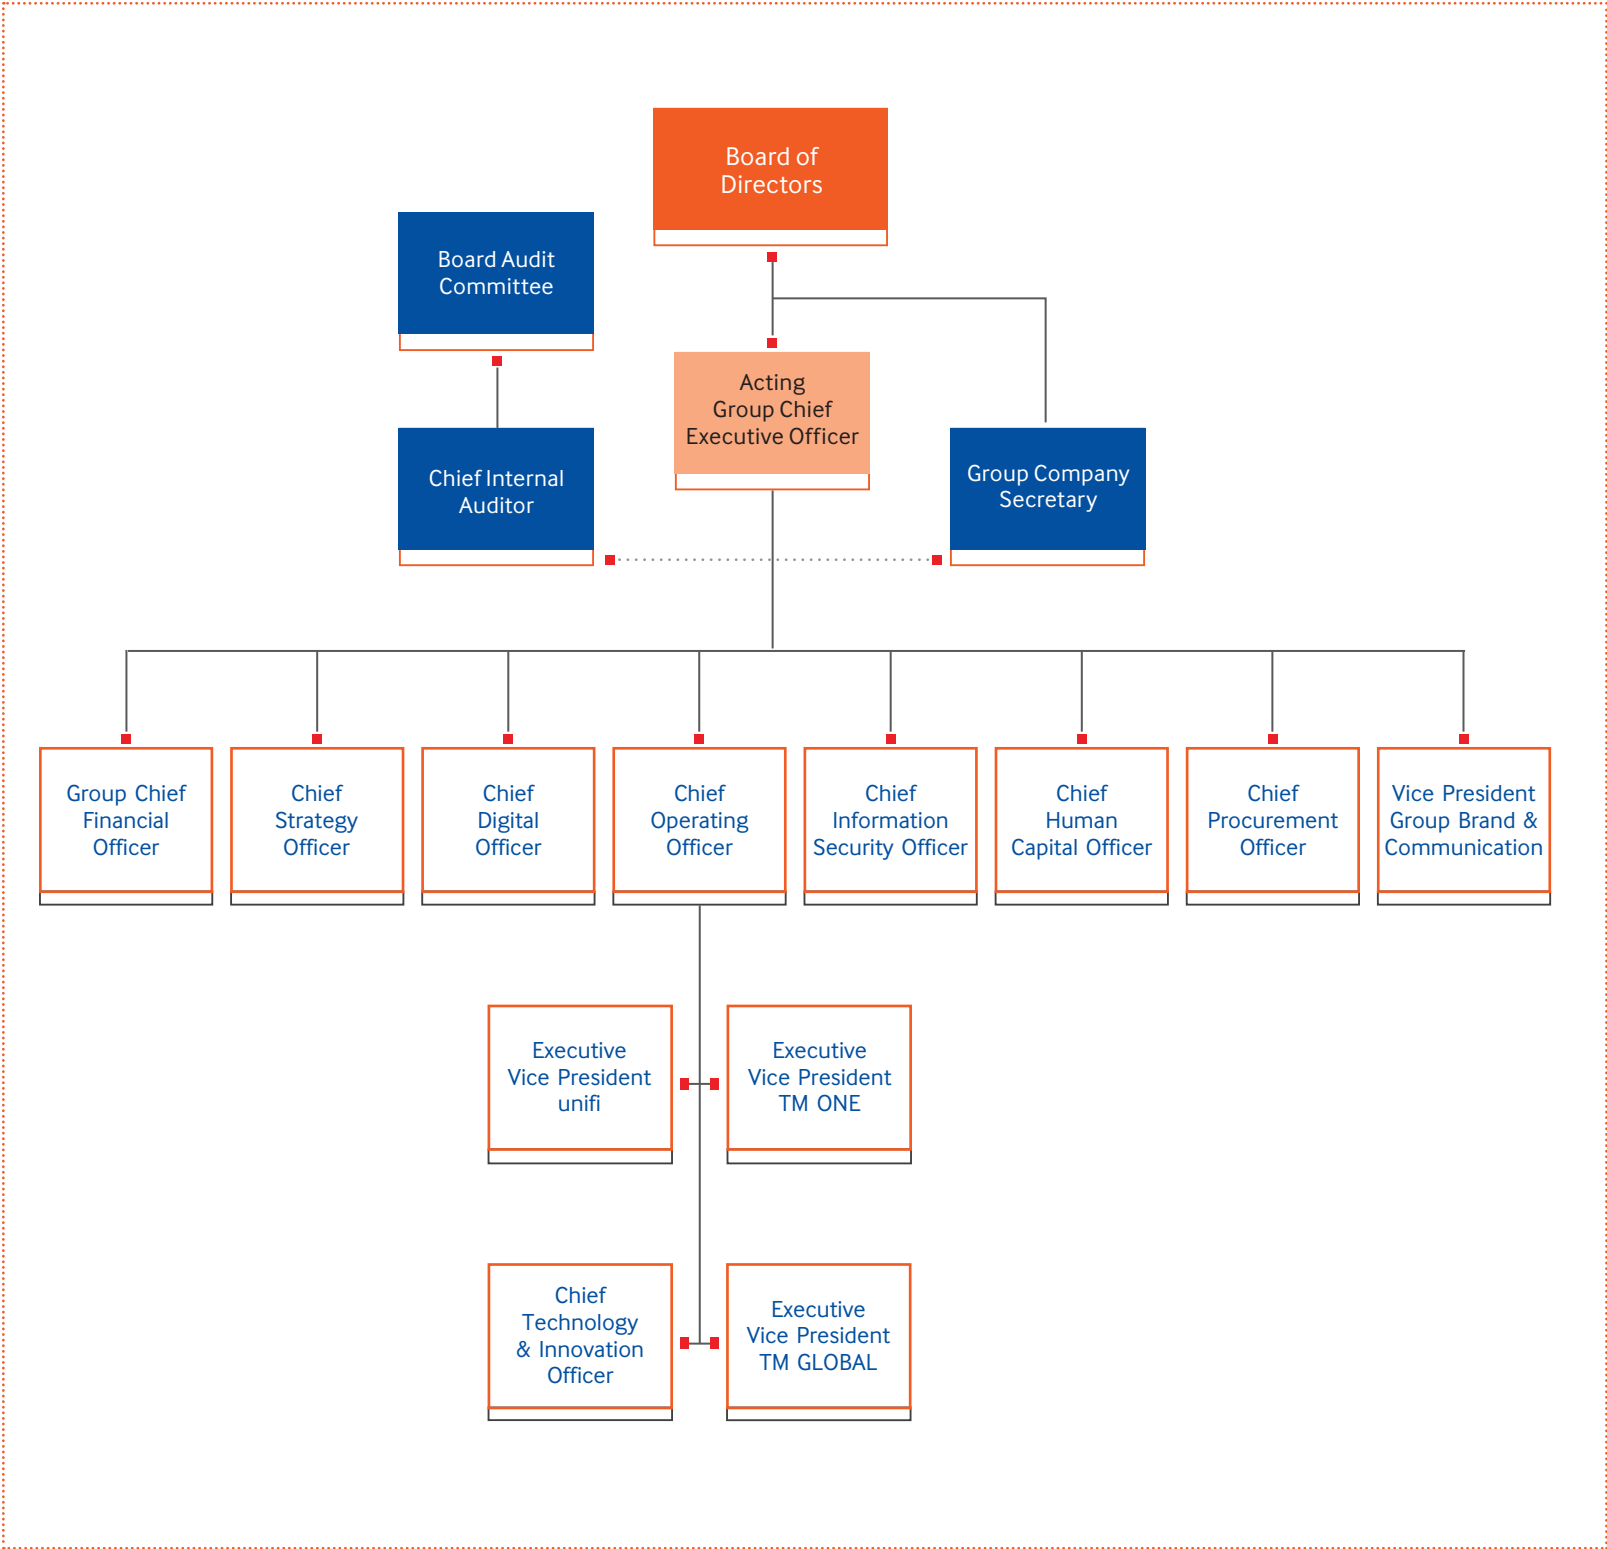 Board of
Directors
Board Audit
Committee
Acting
Group Chief
Executive Officer
Chief Internal
Auditor
Group Company
Secretary
Group Chief
Financial
Officer
Chief
Strategy
Officer
Chief
Digital
Officer
Chief
Operating
Officer
Chief
Information
Security Officer
Chief
Human
Capital Officer
Chief
Procurement
Officer
Vice President
Group Brand &
Communication
Executive
Vice President
unifi
Executive
Vice President
TM ONE
Chief
Technology
& Innovation
Officer
Executive
Vice President
TM GLOBAL